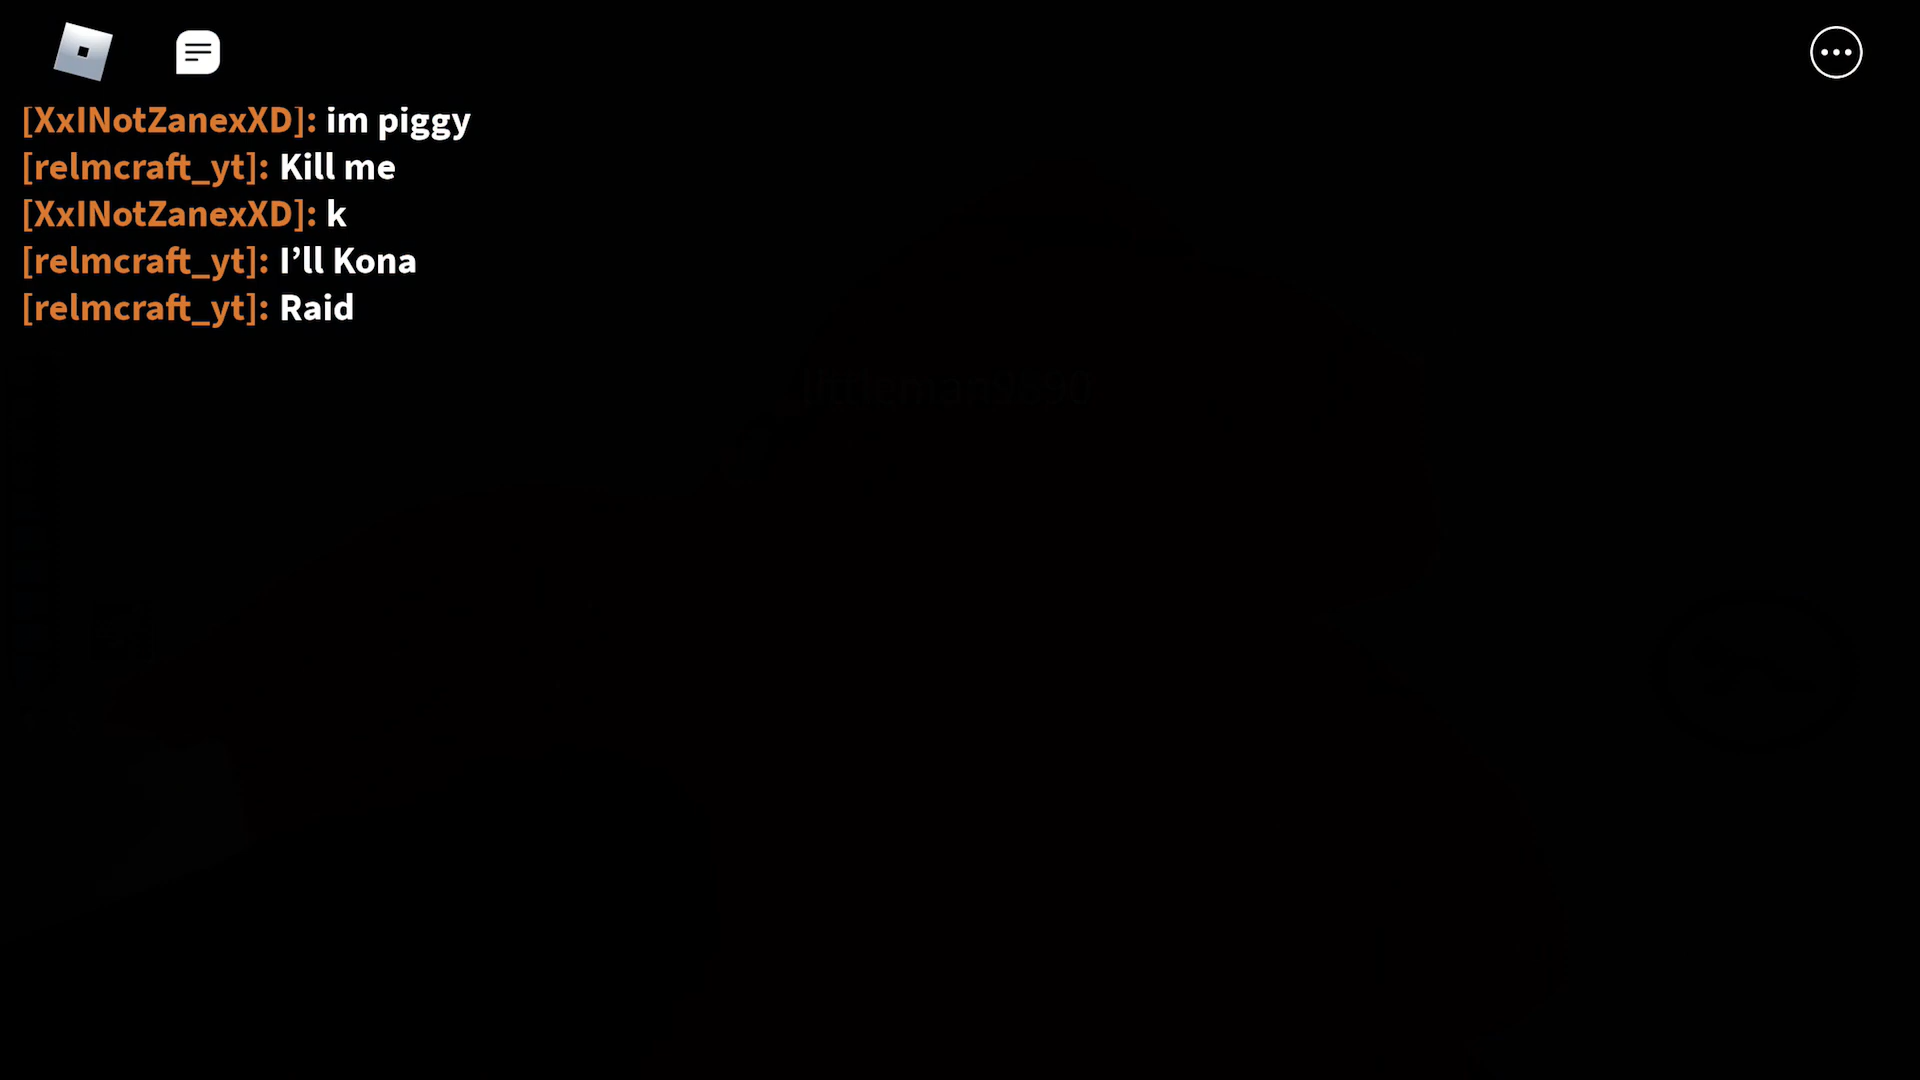 [XxINotZanexXD]: im piggy
[relmcraft_yt]: Kill me
[XxINotZanexXD]: k
[relmcraft_yt]: I’ll Kona
[relmcraft_yt]: Raid